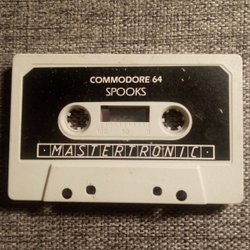 COMMODORE 64
SPOOKS
· MASTERTRONIC ·